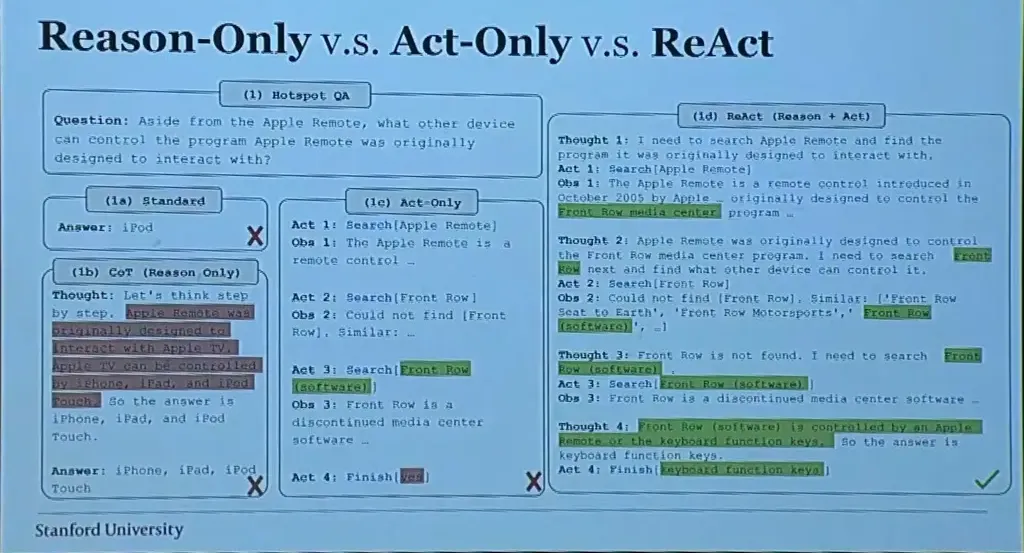 Reason-Only v.s. Act-Only v.s. ReAct
(1) Hotspot QA
Question: Aside from the Apple Remote, what other device
can control the program Apple Remote was originally
designed to interact with?
(1a) Standard
Answer: iPod
(1b) CoT (Reason Only)
Thought: Let's think step
by step. Apple Remote was
originally designed to
interact with Apple TV.
Apple TV can be controlled
by iPhone, iPad, and iPod
Touch. So the answer is
iPhone, iPad, and iPod
Touch.
Answer: iPhone, iPad, iPod
Touch
(1c) Act-Only
Act 1: Search[Apple Remote]
Obs 1: The Apple Remote is a
remote control …
Act 2: Search[Front Row]
Obs 2: Could not find [Front
Row]. Similar: …
Act 3: Search[Front Row
(software)]
Obs 3: Front Row is a
discontinued media center
software …
Act 4: Finish[yes]
(1d) ReAct (Reason + Act)
Thought 1: I need to search Apple Remote and find the
program it was originally designed to interact with.
Act 1: Search[Apple Remote]
Obs 1: The Apple Remote is a remote control introduced in
October 2005 by Apple … originally designed to control the
Front Row media center program …
Thought 2: Apple Remote was originally designed to control
the Front Row media center program. I need to search Front
Row next and find what other device can control it.
Act 2: Search[Front Row]
Obs 2: Could not find [Front Row]. Similar: ['Front Row
Seat to Earth', 'Front Row Motorsports', 'Front Row
(software)', …]
Thought 3: Front Row is not found. I need to search Front
Row (software).
Act 3: Search[Front Row (software)]
Obs 3: Front Row is a discontinued media center software …
Thought 4: Front Row (software) is controlled by an Apple
Remote or the keyboard function keys. So the answer is
keyboard function keys.
Act 4: Finish[keyboard function keys]
Stanford University